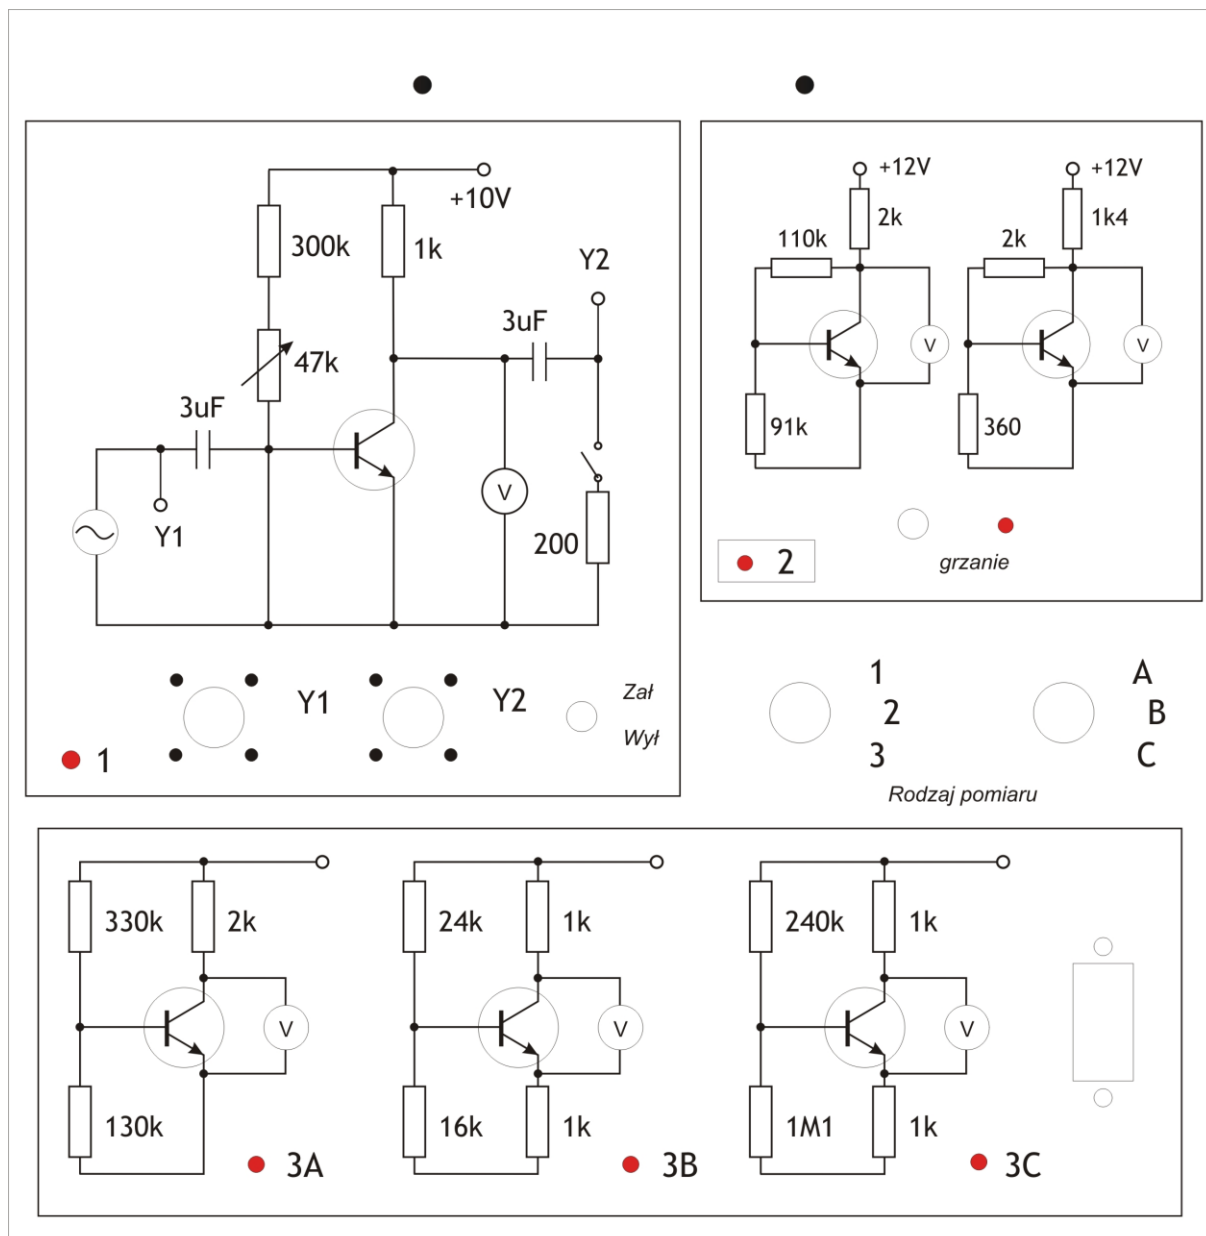 +10V
300k
1k
Y2
3uF
47k
3uF
Y1
V
200
Y1
Y2
Zał
Wył
1
+12V
+12V
2k
1k4
110k
2k
V
V
91k
360
grzanie
2
1
2
3
A
B
C
Rodzaj pomiaru
330k
2k
V
130k
3A
24k
1k
V
16k
1k
3B
240k
1k
V
1M1
1k
3C